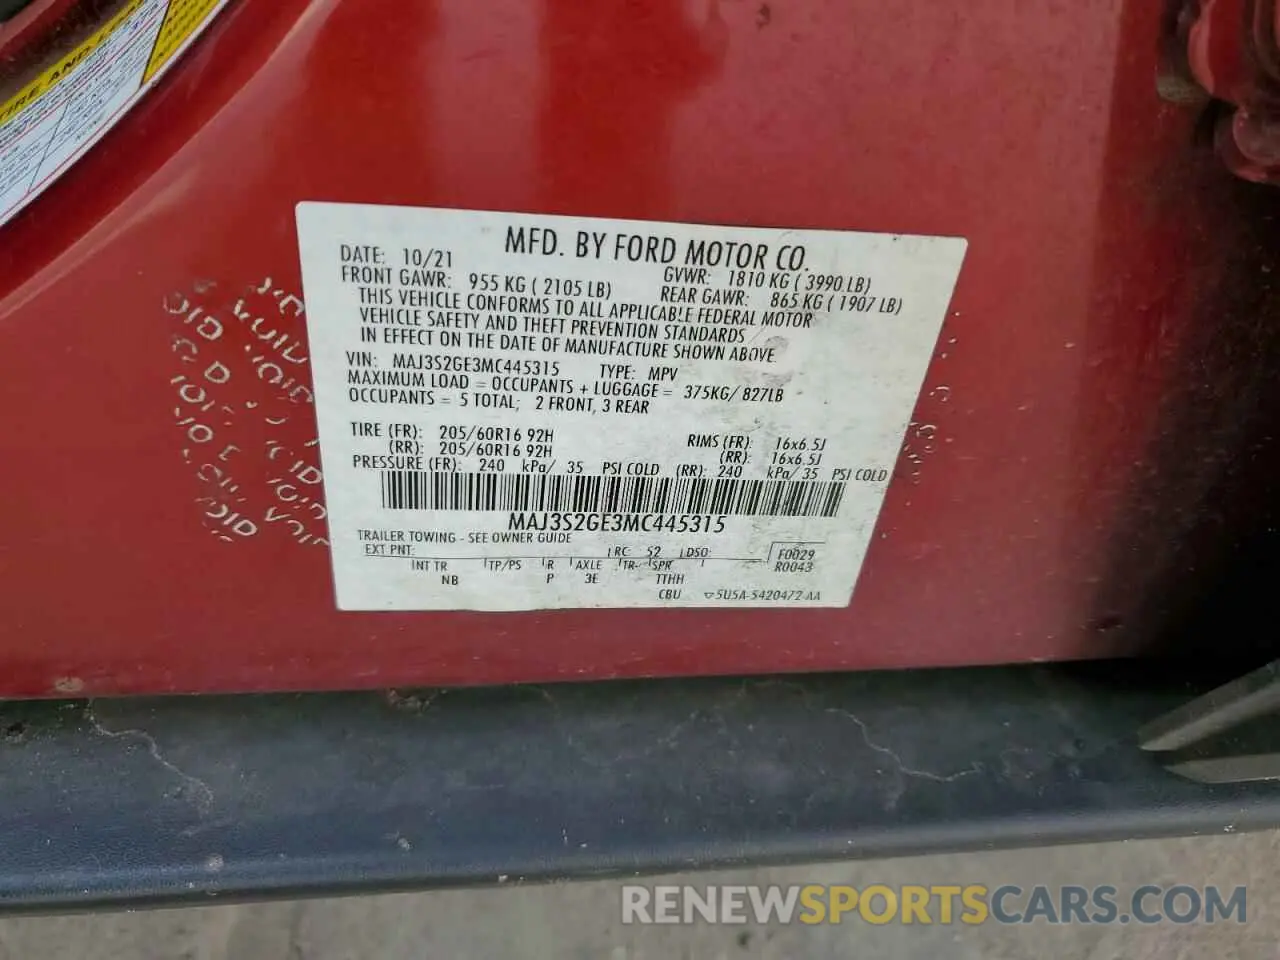 TIRE AND
MFD. BY FORD MOTOR CO.
DATE: 10/21
GVWR: 1810 KG ( 3990 LB)
FRONT GAWR: 955 KG ( 2105 LB)
REAR GAWR: 865 KG ( 1907 LB)
THIS VEHICLE CONFORMS TO ALL APPLICABLE FEDERAL MOTOR
VEHICLE SAFETY AND THEFT PREVENTION STANDARDS
IN EFFECT ON THE DATE OF MANUFACTURE SHOWN ABOVE.
VIN: MAJ3S2GE3MC445315 TYPE: MPV
MAXIMUM LOAD = OCCUPANTS + LUGGAGE = 375KG/ 827LB
OCCUPANTS = 5 TOTAL; 2 FRONT, 3 REAR
TIRE (FR): 205/60R16 92H RIMS (FR): 16x6.5J
(RR): 205/60R16 92H (RR): 16x6.5J
PRESSURE (FR): 240 kPa/ 35 PSI COLD (RR): 240 kPa/ 35 PSI COLD
MAJ3S2GE3MC445315
TRAILER TOWING - SEE OWNER GUIDE
EXT PNT: RC: 52 DSO: F0029
INT TR TP/PS R AXLE TR- SPR R0043
NB P 3E TTHH
CBU 5U5A-5420472-AA
VOID
RENEWSPORTSCARS.COM